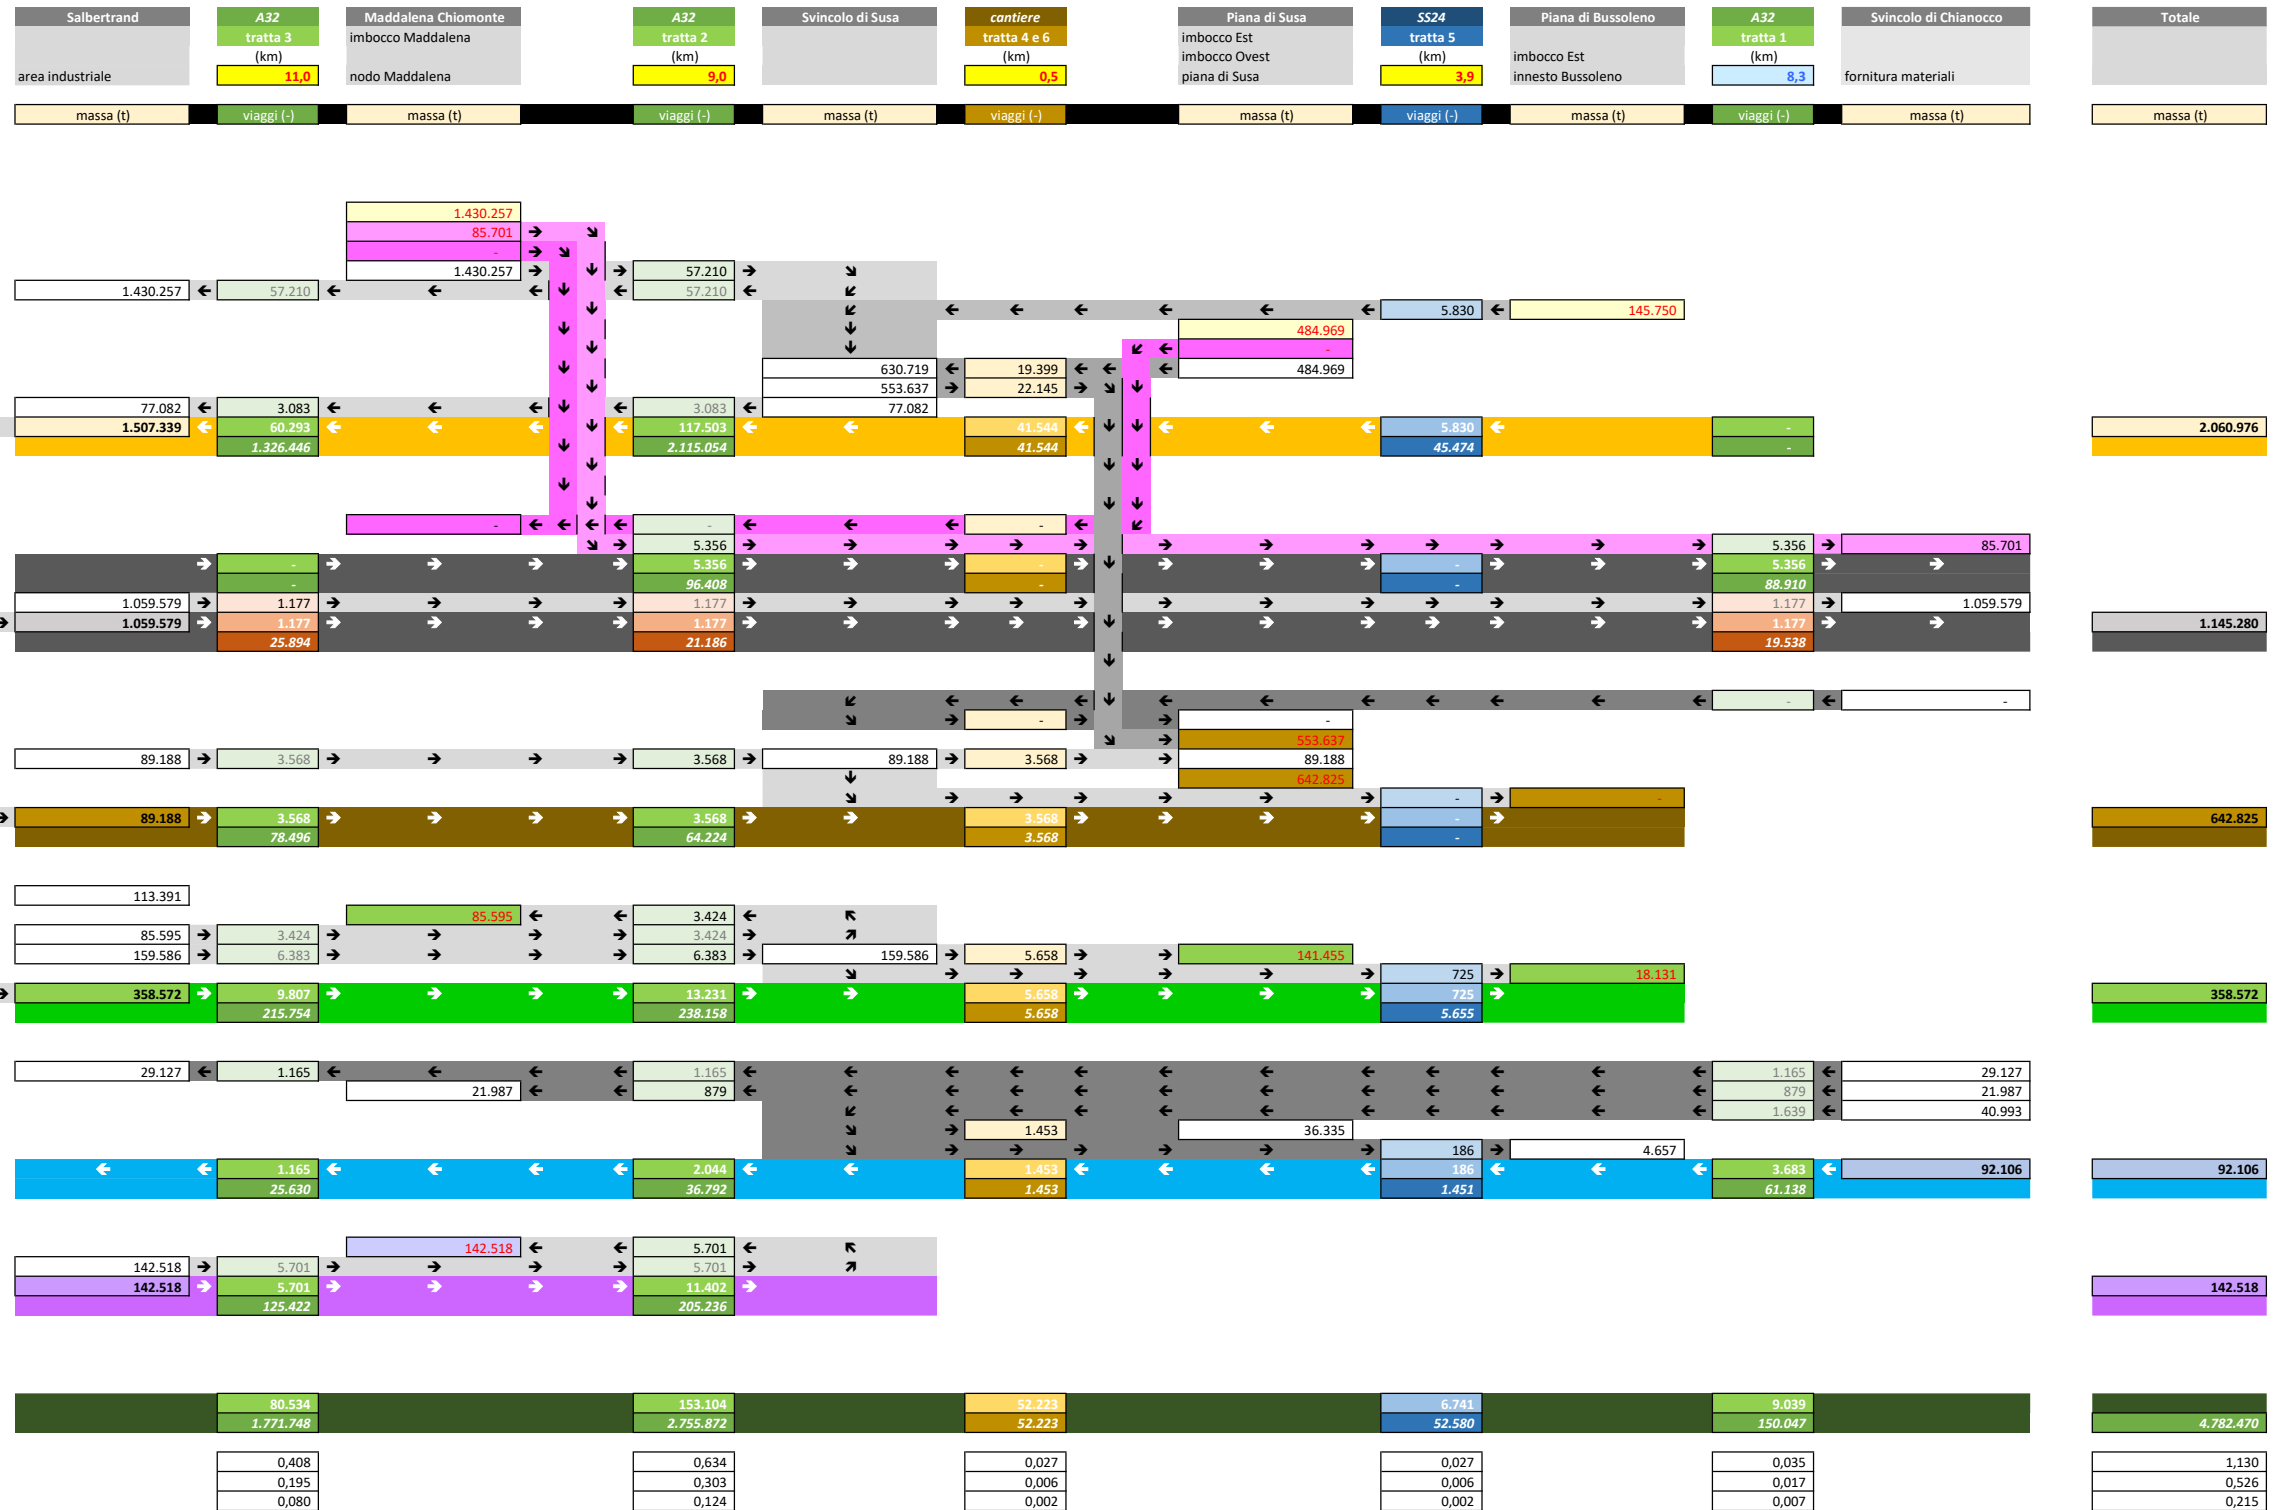 Salbertrand A32 Maddalena Chiomonte A32 Svincolo di Susa cantiere Piana di Susa SS24 Piana di Bussoleno A32 Svincolo di Chianocco Totale
tratta 3 imbocco Maddalena tratta 2 tratta 4 e 6 imbocco Est tratta 5 tratta 1
(km) (km) (km) imbocco Ovest (km) imbocco Est (km)
area industriale 11,0 nodo Maddalena 9,0 0,5 piana di Susa 3,9 innesto Bussoleno 8,3 fornitura materiali
massa (t) viaggi (-) massa (t) viaggi (-) massa (t) viaggi (-) massa (t) viaggi (-) massa (t) viaggi (-) massa (t) massa (t)
1.430.257
85.701 → ↘
- → ↘
1.430.257 → ↓ → 57.210 → ↘
1.430.257 ← 57.210 ← ← ← ↓ ↓ ← 57.210 ← ↙
↓ ↙ ← ← ← ← ← ← 5.830 ← 145.750
↓ ↓ 484.969
↓ ↓ ↙ ← -
↓ 630.719 ← 19.399 ← ← ← 484.969
↓ 553.637 → 22.145 → ↘ ↓
77.082 ← 3.083 ← ← ← ↓ ← 3.083 ← 77.082
1.507.339 ← 60.293 ← ← ← ↓ ← 117.503 ← ← 41.544 ← ↓ ↓ ← ← ← 5.830 ← - 2.060.976
1.326.446 ↓ 2.115.054 41.544 45.474 -
↓ ↓ ↓
↓
↓ ↓ ↓
- ← ← ← ← - ← ← ← - ← ↙
↘ → 5.356 → → → → → → → → → → → → 5.356 → 85.701
→ - → → → → 5.356 → → → - → ↓ → → → - → → → 5.356 → →
- 96.408 - - 88.910
1.059.579 → 1.177 → → → → 1.177 → → → → → → → → → → → → 1.177 → 1.059.579
→ 1.059.579 → 1.177 → → → → 1.177 → → → → → ↓ → → → → → → → 1.177 → → 1.145.280
25.894 21.186 19.538
↓
↙ ← ← ← ↓ ← ← ← ← ← ← ← - ← -
↘ → - → → -
↘ → 553.637
89.188 → 3.568 → → → → 3.568 → 89.188 → 3.568 → → 89.188
↓ 642.825
↘ → → → → → → - → -
→ 89.188 → 3.568 → → → → 3.568 → → 3.568 → → → → - → 642.825
78.496 64.224 3.568 -
113.391
85.595 ← ← 3.424 ← ↖
85.595 → 3.424 → → → → 3.424 → ↗
159.586 → 6.383 → → → → 6.383 → 159.586 → 5.658 → → 141.455
↘ → → → → → → 725 → 18.131
→ 358.572 → 9.807 → → → → 13.231 → → 5.658 → → → → 725 → 358.572
215.754 238.158 5.658 5.655
29.127 ← 1.165 ← ← ← ← 1.165 ← ← ← ← ← ← ← ← ← ← ← ← 1.165 ← 29.127
21.987 ← ← 879 ← ← ← ← ← ← ← ← ← ← ← ← 879 ← 21.987
↙ ← ← ← ← ← ← ← ← ← ← 1.639 ← 40.993
↘ → 1.453 36.335
↘ → → → → → → 186 → 4.657
← ← 1.165 ← ← ← ← 2.044 ← ← 1.453 ← ← ← ← 186 ← ← ← 3.683 ← 92.106 92.106
25.630 36.792 1.453 1.451 61.138
142.518 ← ← 5.701 ← ↖
142.518 → 5.701 → → → → 5.701 → ↗
142.518 → 5.701 → → → → 11.402 → 142.518
125.422 205.236
80.534 153.104 52.223 6.741 9.039
1.771.748 2.755.872 52.223 52.580 150.047 4.782.470
0,408 0,634 0,027 0,027 0,035 1,130
0,195 0,303 0,006 0,006 0,017 0,526
0,080 0,124 0,002 0,002 0,007 0,215